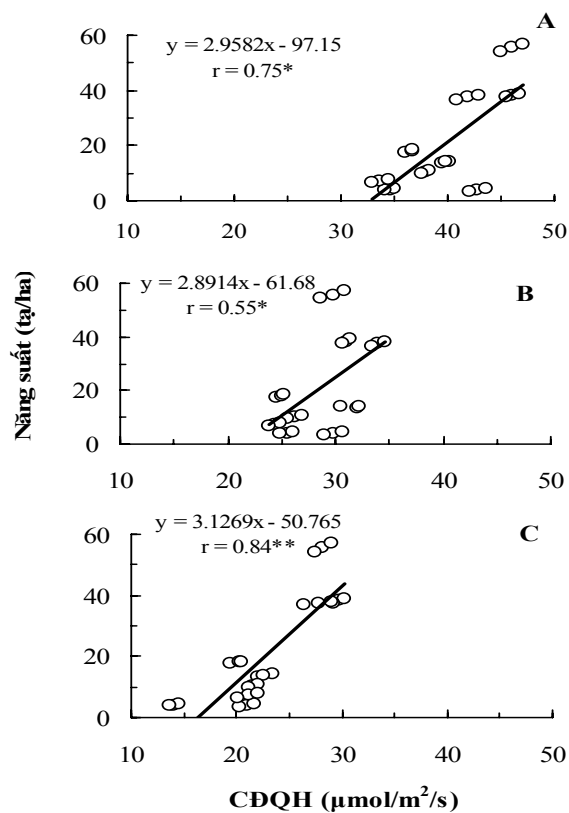 A
y = 2.9582x - 97.15
r = 0.75*
60
40
20
0
10 20 30 40 50
B
y = 2.8914x - 61.68
r = 0.55*
60
40
20
0
10 20 30 40 50
Năng suất (tạ/ha)
C
y = 3.1269x - 50.765
r = 0.84**
60
40
20
0
10 20 30 40 50
CĐQH (µmol/m²/s)